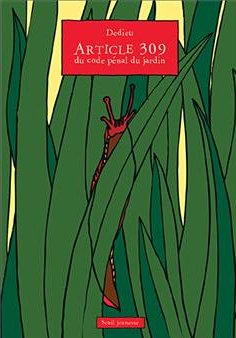 Dedieu
ARTICLE 309
du code pénal du jardin
Seuil jeunesse